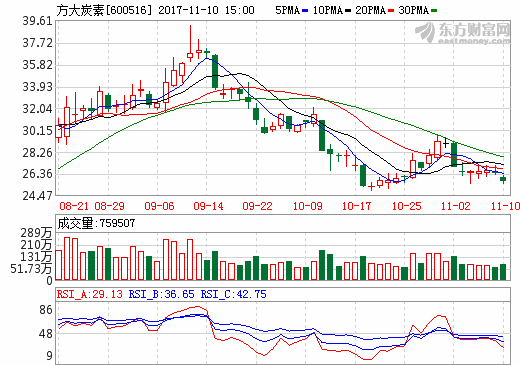 方大炭素[600516] 2017-11-10 15:00 5PMA 10PMA 20PMA 30PMA
东方财富网
eastmoney.com
39.61
37.72
35.82
33.93
32.04
30.15
28.26
26.36
24.47
08-21 08-29 09-06 09-14 09-22 10-09 10-17 10-25 11-02 11-10
成交量:759507
289万
210万
131万
51.73万
0
RSI_A:29.13 RSI_B:36.65 RSI_C:42.75
86
48
9